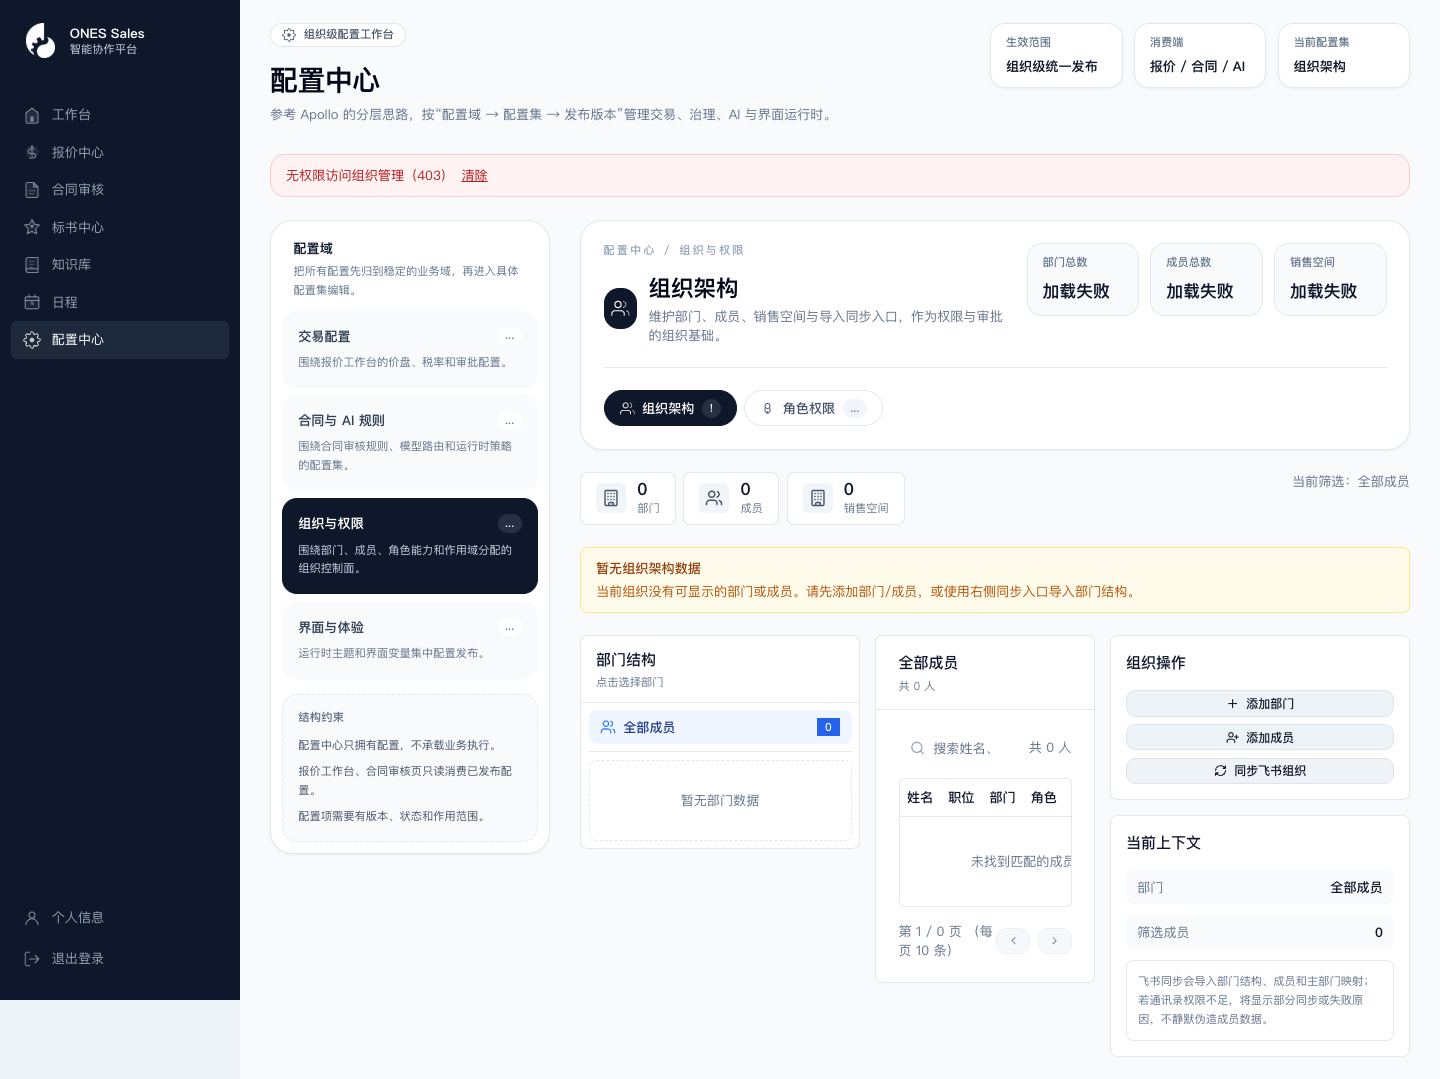 ONES Sales
智能协作平台
工作台
报价中心
合同审核
标书中心
知识库
日程
配置中心
个人信息
退出登录
组织级配置工作台
配置中心
参考 Apollo 的分层思路，按“配置域 → 配置集 → 发布版本”管理交易、治理、AI 与界面运行时。
生效范围
组织级统一发布
消费端
报价 / 合同 / AI
当前配置集
组织架构
无权限访问组织管理（403） 清除
配置域
把所有配置先归到稳定的业务域，再进入具体
配置集编辑。
交易配置 ...
围绕报价工作台的价盘、税率和审批配置。
合同与 AI 规则 ...
围绕合同审核规则、模型路由和运行时策略
的配置集。
组织与权限 ...
围绕部门、成员、角色能力和作用域分配的
组织控制面。
界面与体验 ...
运行时主题和界面变量集中配置发布。
结构约束
配置中心只拥有配置，不承载业务执行。
报价工作台、合同审核页只读消费已发布配
置。
配置项需要有版本、状态和作用范围。
配置中心 / 组织与权限
组织架构
维护部门、成员、销售空间与导入同步入口，作为权限与审批
的组织基础。
部门总数
加载失败
成员总数
加载失败
销售空间
加载失败
组织架构 !
角色权限 ...
0
部门
0
成员
0
销售空间
当前筛选：全部成员
暂无组织架构数据
当前组织没有可显示的部门或成员。请先添加部门/成员，或使用右侧同步入口导入部门结构。
部门结构
点击选择部门
全部成员 0
暂无部门数据
全部成员
共 0 人
搜索姓名、 共 0 人
姓名 职位 部门 角色
未找到匹配的成员
第 1 / 0 页 （每
页 10 条）
组织操作
添加部门
添加成员
同步飞书组织
当前上下文
部门 全部成员
筛选成员 0
飞书同步会导入部门结构、成员和主部门映射；
若通讯录权限不足，将显示部分同步或失败原
因，不静默伪造成员数据。